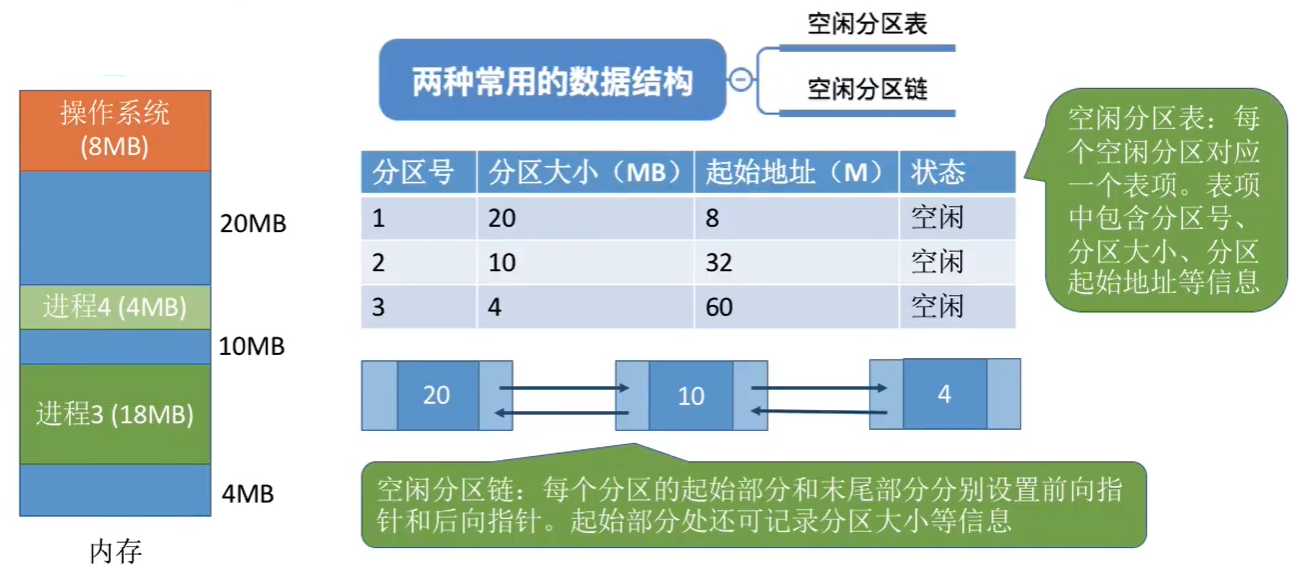 两种常用的数据结构
空闲分区表
空闲分区链
操作系统
(8MB)
20MB
进程4 (4MB)
10MB
进程3 (18MB)
4MB
内存
分区号 分区大小（MB） 起始地址（M） 状态
1 20 8 空闲
2 10 32 空闲
3 4 60 空闲
空闲分区表：每
个空闲分区对应
一个表项。表项
中包含分区号、
分区大小、分区
起始地址等信息
20 10 4
空闲分区链：每个分区的起始部分和末尾部分分别设置前向指
针和后向指针。起始部分处还可记录分区大小等信息